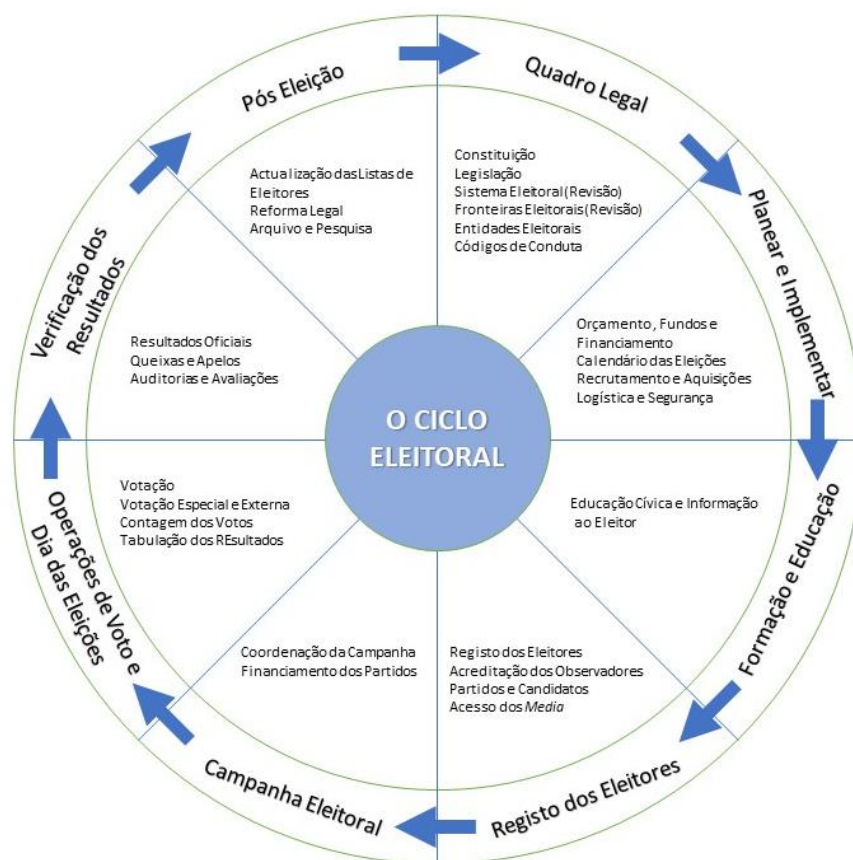 Pós Eleição
Quadro Legal
Planear e Implementar
Formação e Educação
Registo dos Eleitores
Campanha Eleitoral
Operações de Voto e
Dia das Eleições
Verificação dos
Resultados
Actualização das Listas de
Eleitores
Reforma Legal
Arquivo e Pesquisa
Constituição
Legislação
Sistema Eleitoral (Revisão)
Fronteiras Eleitorais (Revisão)
Entidades Eleitorais
Códigos de Conduta
Orçamento, Fundos e
Financiamento
Calendário das Eleições
Recrutamento e Aquisições
Logística e Segurança
Educação Cívica e Informação
ao Eleitor
Registo dos Eleitores
Acreditação dos Observadores
Partidos e Candidatos
Acesso dos Media
Coordenação da Campanha
Financiamento dos Partidos
Votação
Votação Especial e Externa
Contagem dos Votos
Tabulação dos REsultados
Resultados Oficiais
Queixas e Apelos
Auditorias e Avaliações
O CICLO
ELEITORAL